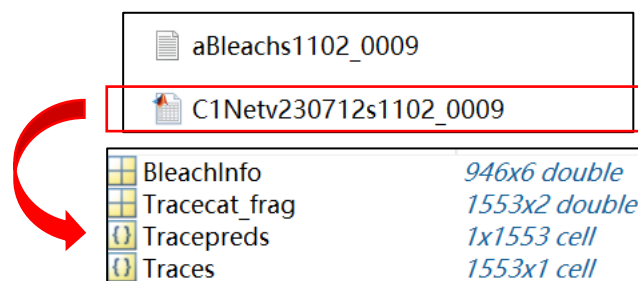 aBleachs1102_0009
C1Netv230712s1102_0009
BleachInfo 946x6 double
Tracecat_frag 1553x2 double
{} Tracepreds 1x1553 cell
{} Traces 1553x1 cell